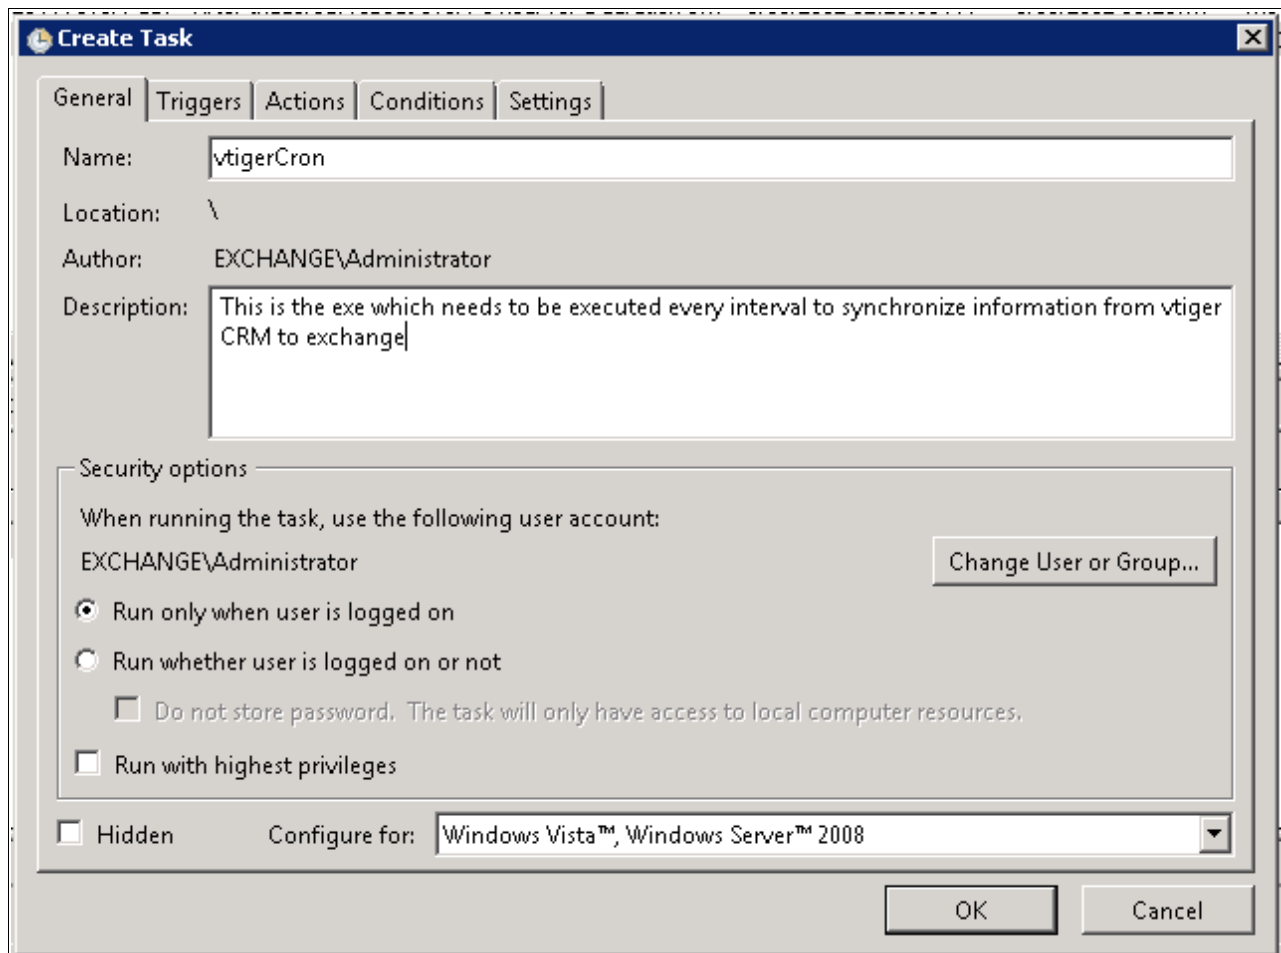 Create Task
General Triggers Actions Conditions Settings
Name: vtigerCron
Location: \
Author: EXCHANGE\Administrator
Description: This is the exe which needs to be executed every interval to synchronize information from vtiger
CRM to exchange
Security options
When running the task, use the following user account:
EXCHANGE\Administrator Change User or Group...
Run only when user is logged on
Run whether user is logged on or not
Do not store password. The task will only have access to local computer resources.
Run with highest privileges
Hidden Configure for: Windows Vista™, Windows Server™ 2008
OK Cancel